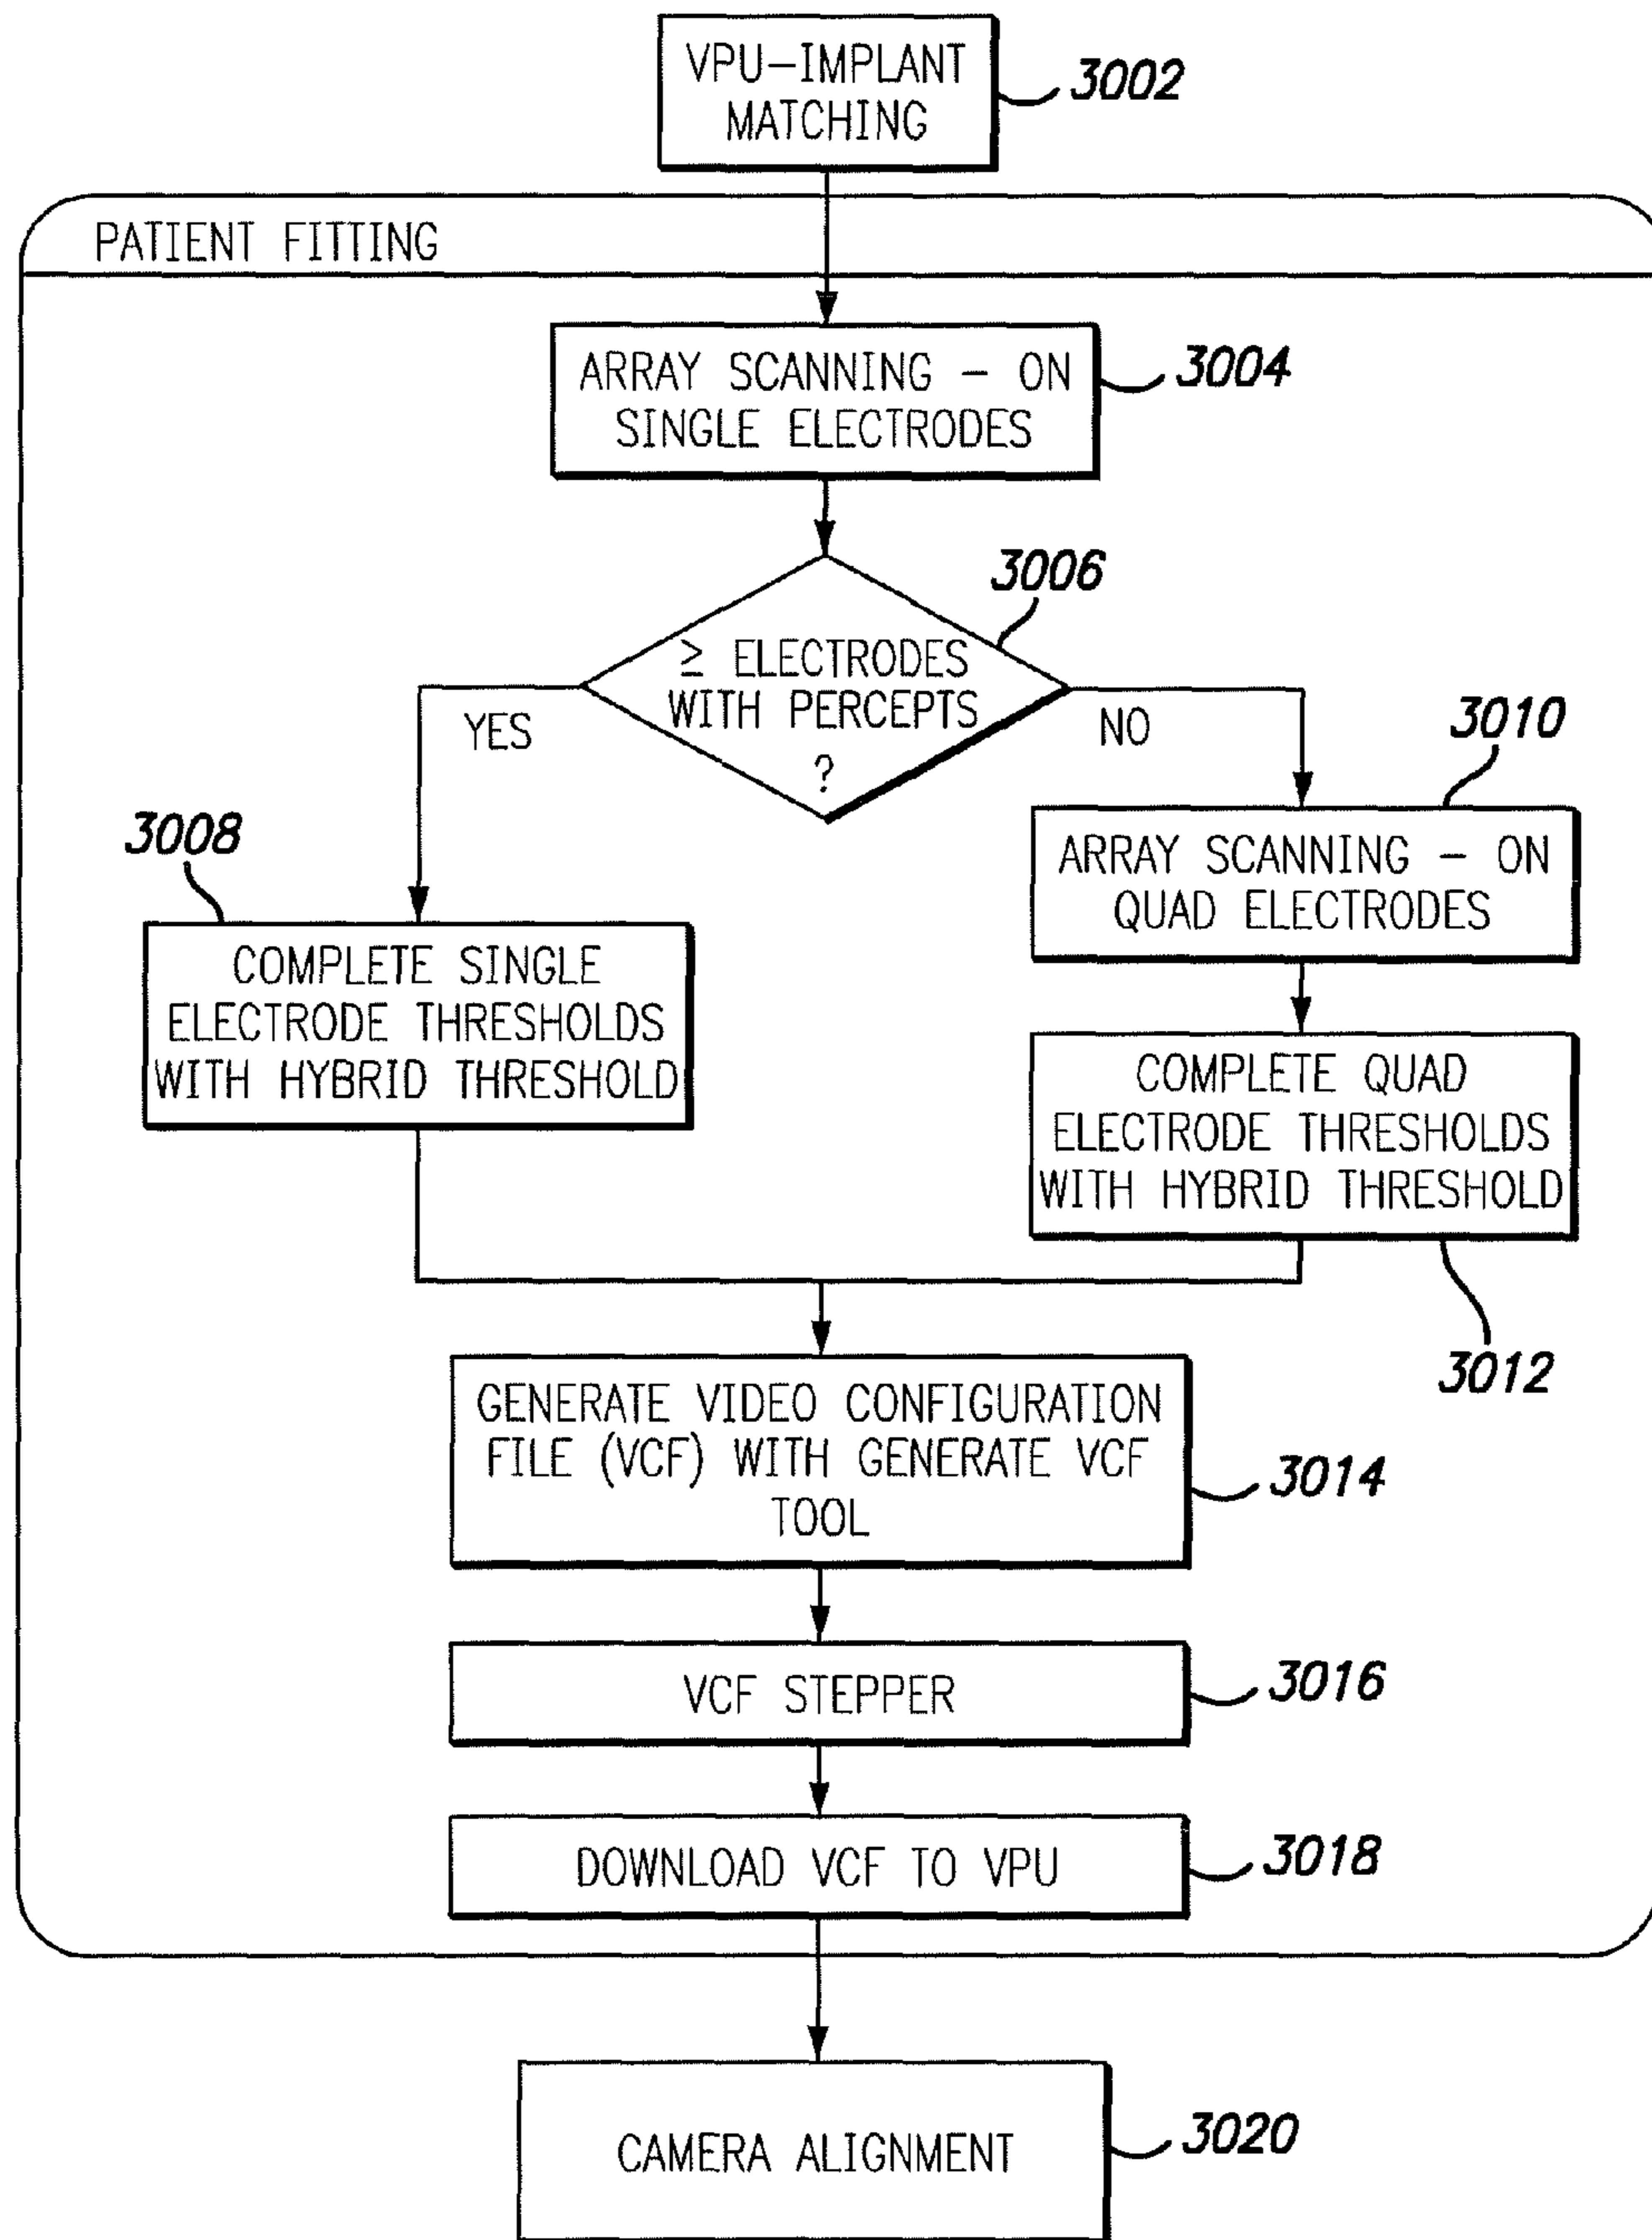 VPU-IMPLANT
MATCHING
3002
PATIENT FITTING
ARRAY SCANNING - ON
SINGLE ELECTRODES
3004
3006
≥ ELECTRODES
WITH PERCEPTS
?
YES
NO
3008
COMPLETE SINGLE
ELECTRODE THRESHOLDS
WITH HYBRID THRESHOLD
3010
ARRAY SCANNING - ON
QUAD ELECTRODES
COMPLETE QUAD
ELECTRODE THRESHOLDS
WITH HYBRID THRESHOLD
3012
GENERATE VIDEO CONFIGURATION
FILE (VCF) WITH GENERATE VCF
TOOL
3014
VCF STEPPER
3016
DOWNLOAD VCF TO VPU
3018
CAMERA ALIGNMENT
3020